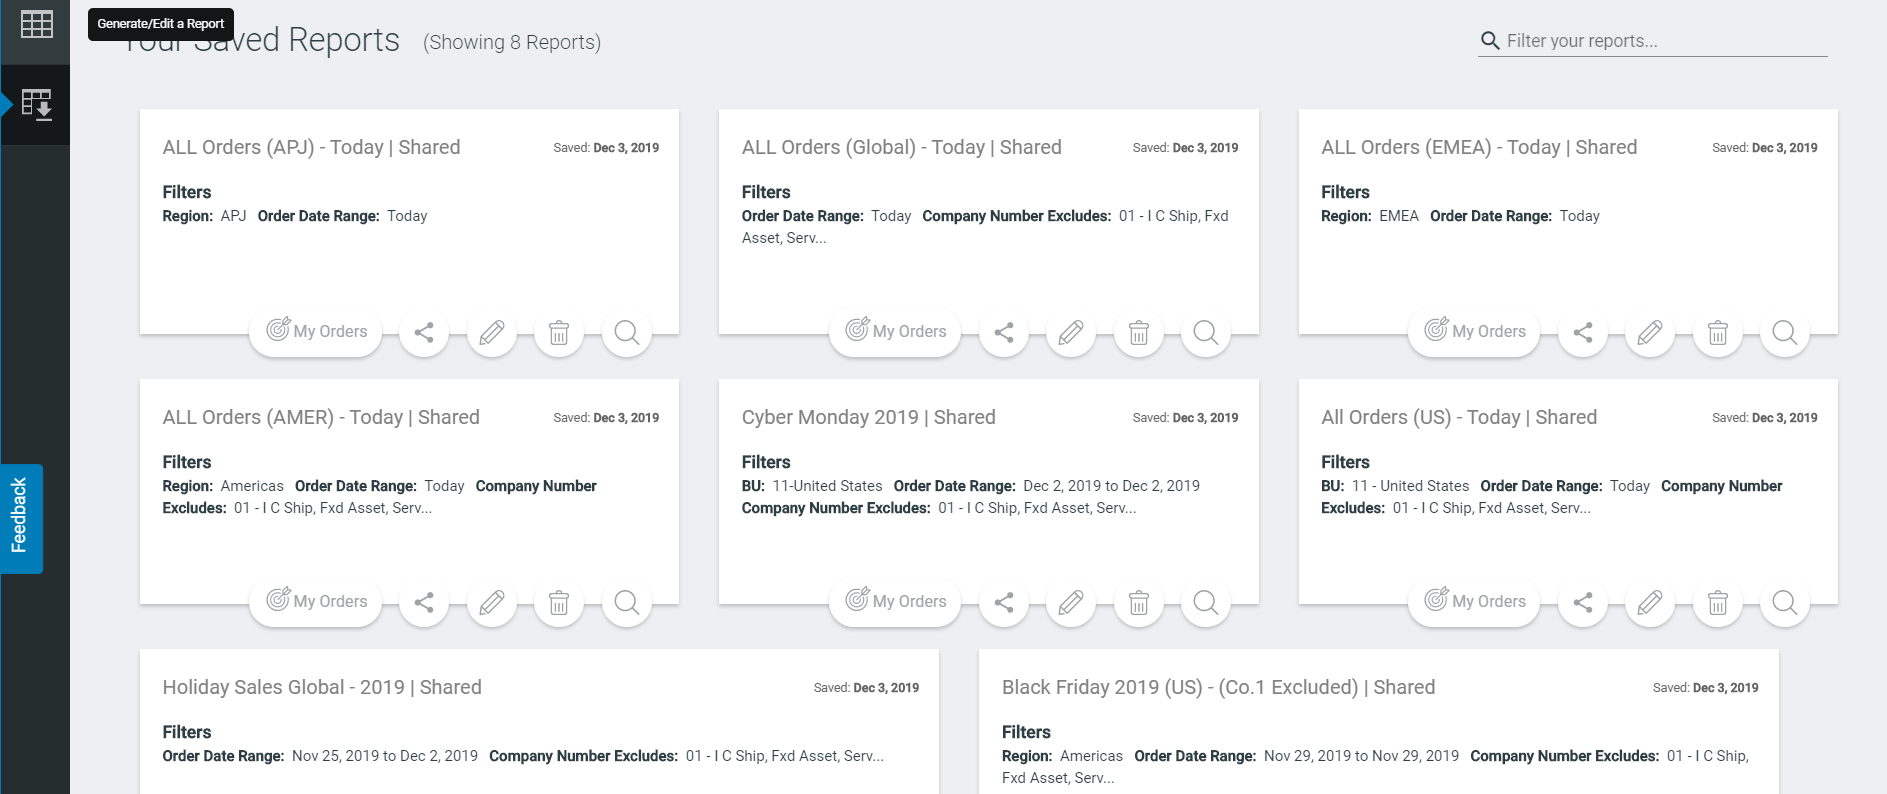 Generate/Edit a Report
Your Saved Reports (Showing 8 Reports)
Filter your reports...
ALL Orders (APJ) - Today | Shared
Saved: Dec 3, 2019
Filters
Region: APJ Order Date Range: Today
My Orders
ALL Orders (Global) - Today | Shared
Saved: Dec 3, 2019
Filters
Order Date Range: Today Company Number Excludes: 01 - I C Ship, Fxd
Asset, Serv...
My Orders
ALL Orders (EMEA) - Today | Shared
Saved: Dec 3, 2019
Filters
Region: EMEA Order Date Range: Today
My Orders
ALL Orders (AMER) - Today | Shared
Saved: Dec 3, 2019
Filters
Region: Americas Order Date Range: Today Company Number
Excludes: 01 - I C Ship, Fxd Asset, Serv...
My Orders
Cyber Monday 2019 | Shared
Saved: Dec 3, 2019
Filters
BU: 11-United States Order Date Range: Dec 2, 2019 to Dec 2, 2019
Company Number Excludes: 01 - I C Ship, Fxd Asset, Serv...
My Orders
All Orders (US) - Today | Shared
Saved: Dec 3, 2019
Filters
BU: 11 - United States Order Date Range: Today Company Number
Excludes: 01 - I C Ship, Fxd Asset, Serv...
My Orders
Feedback
Holiday Sales Global - 2019 | Shared
Saved: Dec 3, 2019
Filters
Order Date Range: Nov 25, 2019 to Dec 2, 2019 Company Number Excludes: 01 - I C Ship, Fxd Asset, Serv...
Black Friday 2019 (US) - (Co.1 Excluded) | Shared
Saved: Dec 3, 2019
Filters
Region: Americas Order Date Range: Nov 29, 2019 to Nov 29, 2019 Company Number Excludes: 01 - I C Ship,
Fxd Asset, Serv...